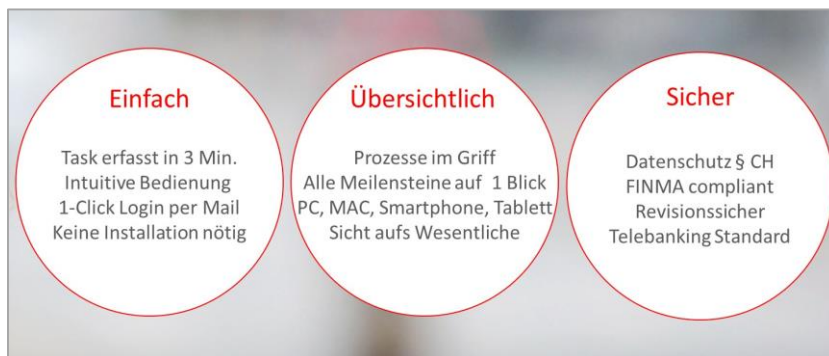 Einfach
Task erfasst in 3 Min.
Intuitive Bedienung
1-Click Login per Mail
Keine Installation nötig
Übersichtlich
Prozesse im Griff
Alle Meilensteine auf 1 Blick
PC, MAC, Smartphone, Tablett
Sicht aufs Wesentliche
Sicher
Datenschutz § CH
FINMA compliant
Revisionssicher
Telebanking Standard